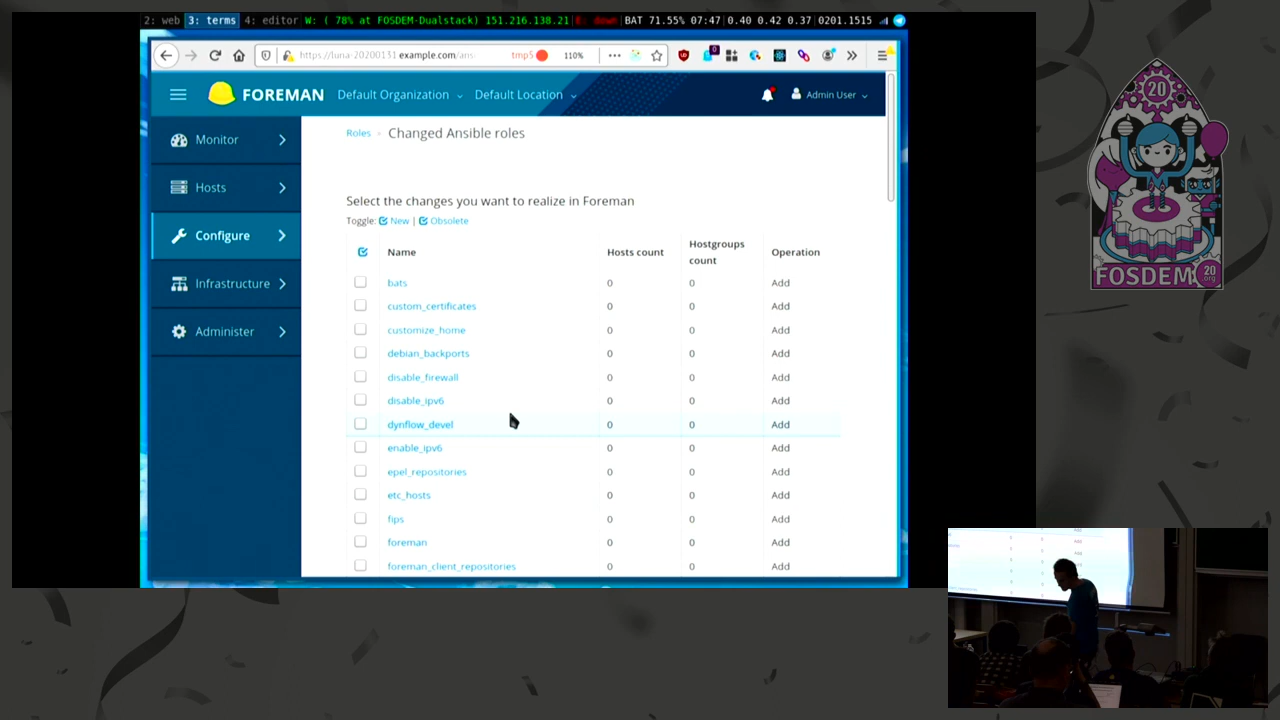 2: web 3: terms 4: editor W: ( 78% at FOSDEM-Dualstack) 151.216.138.21 E: down BAT 71.55% 07:47 0.40 0.42 0.37 0201.1515
https://luna-20200131.example.com/ans tmp5 110%
FOREMAN Default Organization Default Location Admin User
Monitor
Hosts
Configure
Infrastructure
Administer
Roles » Changed Ansible roles
Select the changes you want to realize in Foreman
Toggle: New | Obsolete
Name Hosts count Hostgroups count Operation
bats 0 0 Add
custom_certificates 0 0 Add
customize_home 0 0 Add
debian_backports 0 0 Add
disable_firewall 0 0 Add
disable_ipv6 0 0 Add
dynflow_devel 0 0 Add
enable_ipv6 0 0 Add
epel_repositories 0 0 Add
etc_hosts 0 0 Add
fips 0 0 Add
foreman 0 0 Add
foreman_client_repositories 0 0 Add
20
FOSDEM 20
.org